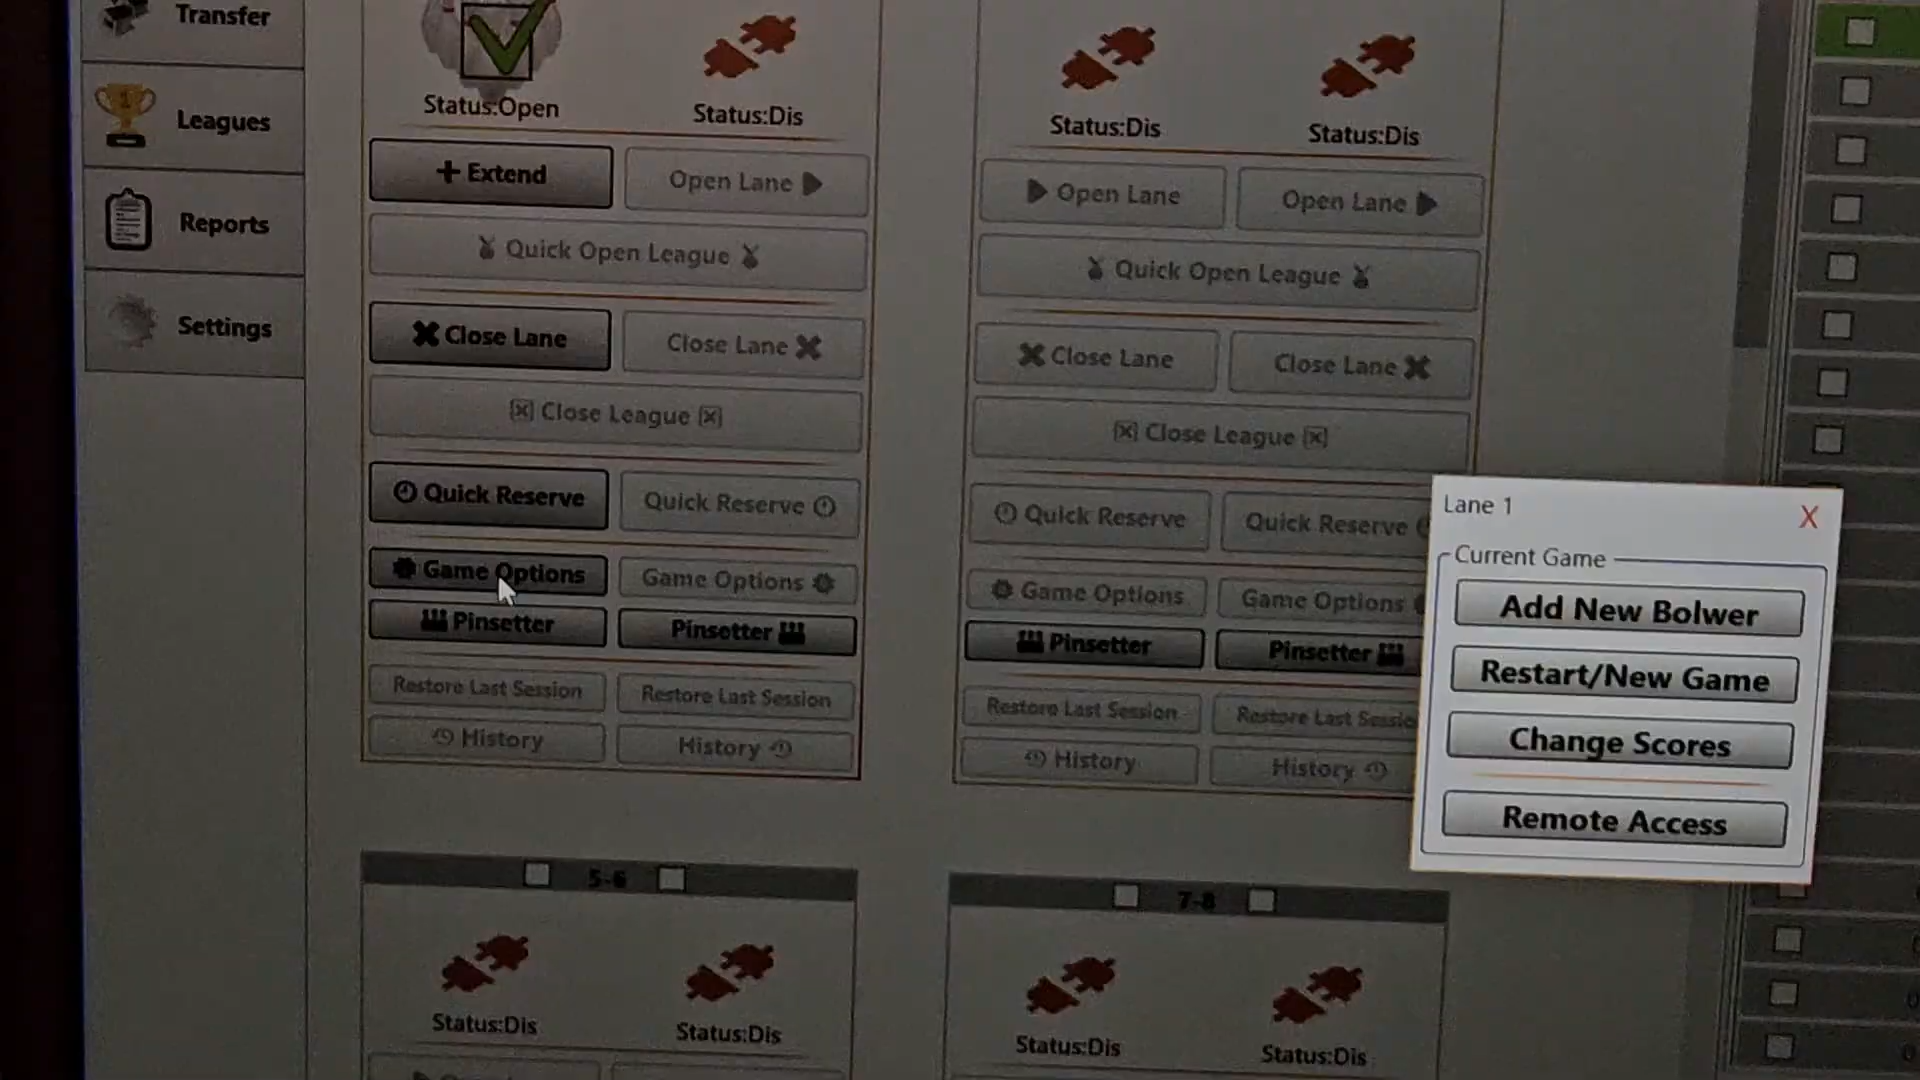 Transfer
Leagues
Reports
Settings
Status:Open
Status:Dis
Extend
Open Lane
Quick Open League
Close Lane
Close Lane
Close League
Quick Reserve
Quick Reserve
Game Options
Game Options
Pinsetter
Pinsetter
Restore Last Session
Restore Last Session
History
History
Status:Dis
Status:Dis
Open Lane
Open Lane
Quick Open League
Close Lane
Close Lane
Close League
Quick Reserve
Quick Reserve
Game Options
Game Options
Pinsetter
Pinsetter
Restore Last Session
Restore Last Sessio
History
History
Lane 1
X
Current Game
Add New Bolwer
Restart/New Game
Change Scores
Remote Access
5-6
Status:Dis
Status:Dis
7-8
Status:Dis
Status:Dis